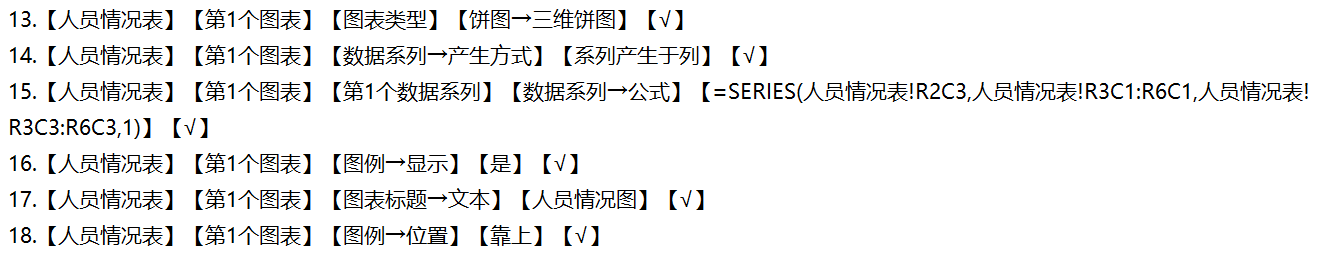 13.【人员情况表】【第1个图表】【图表类型】【饼图→三维饼图】【√】
14.【人员情况表】【第1个图表】【数据系列→产生方式】【系列产生于列】【√】
15.【人员情况表】【第1个图表】【第1个数据系列】【数据系列→公式】【=SERIES(人员情况表!R2C3,人员情况表!R3C1:R6C1,人员情况表!
R3C3:R6C3,1)】【√】
16.【人员情况表】【第1个图表】【图例→显示】【是】【√】
17.【人员情况表】【第1个图表】【图表标题→文本】【人员情况图】【√】
18.【人员情况表】【第1个图表】【图例→位置】【靠上】【√】